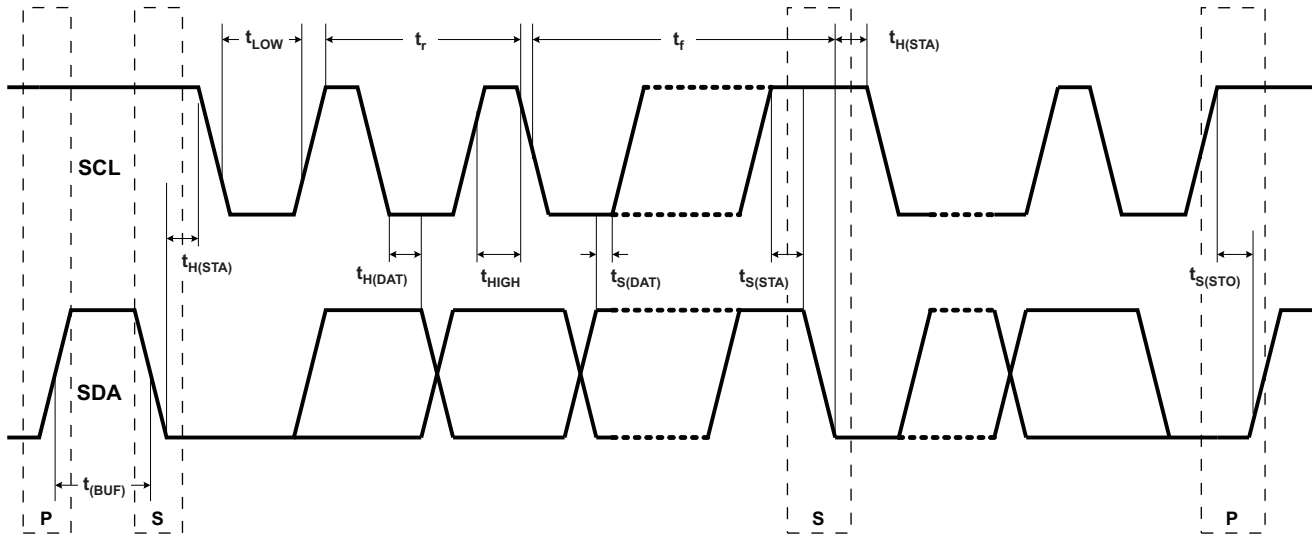 tLOW
tr
tf
tH(STA)
SCL
tH(STA)
tH(DAT)
tHIGH
tS(DAT)
tS(STA)
tS(STO)
SDA
t(BUF)
P
S
S
P